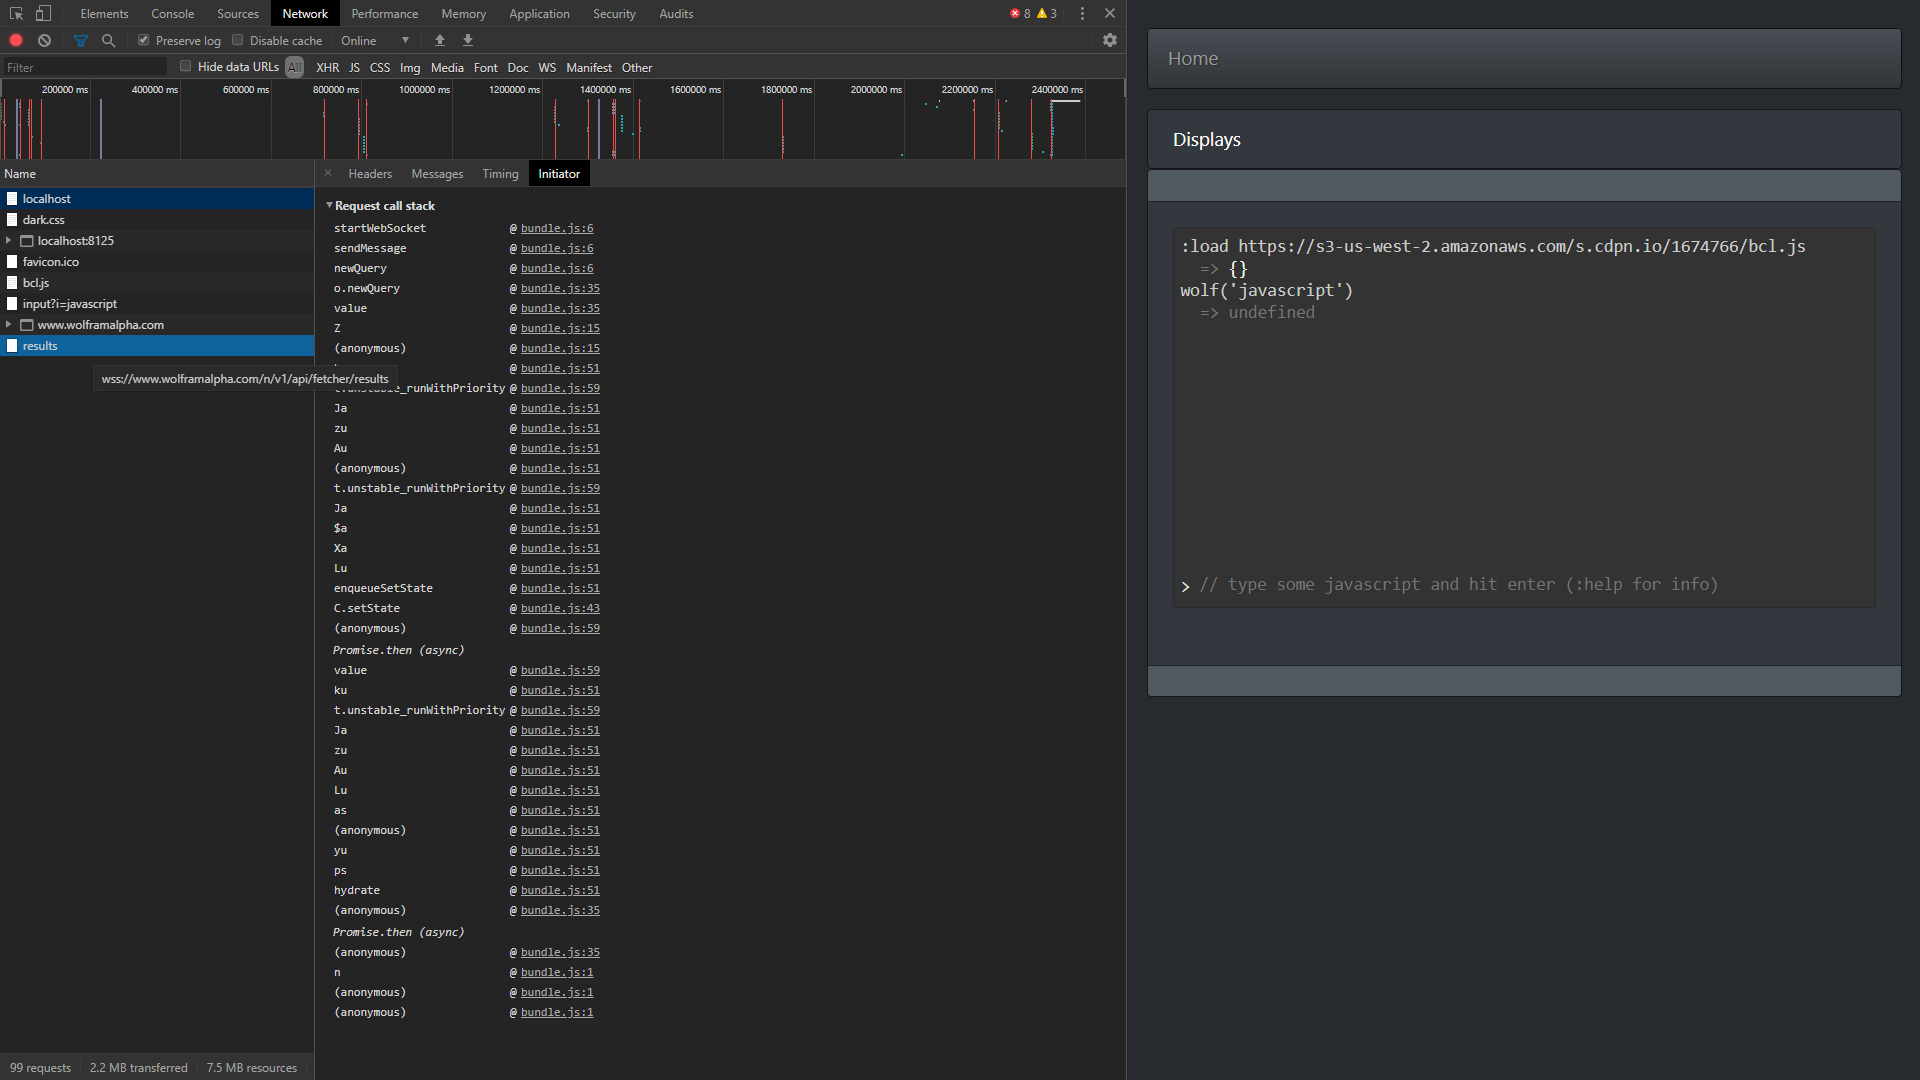 Elements Console Sources Network Performance Memory Application Security Audits 8 3
Preserve log Disable cache Online
Filter Hide data URLs All XHR JS CSS Img Media Font Doc WS Manifest Other
200000 ms 400000 ms 600000 ms 800000 ms 1000000 ms 1200000 ms 1400000 ms 1600000 ms 1800000 ms 2000000 ms 2200000 ms 2400000 ms
Name
localhost
dark.css
localhost:8125
favicon.ico
bcl.js
input?i=javascript
www.wolframalpha.com
results
wss://www.wolframalpha.com/n/v1/api/fetcher/results
99 requests 2.2 MB transferred 7.5 MB resources
× Headers Messages Timing Initiator
Request call stack
startWebSocket @ bundle.js:6
sendMessage @ bundle.js:6
newQuery @ bundle.js:6
o.newQuery @ bundle.js:35
value @ bundle.js:35
Z @ bundle.js:15
(anonymous) @ bundle.js:15
@ bundle.js:51
t.unstable_runWithPriority @ bundle.js:59
Ja @ bundle.js:51
zu @ bundle.js:51
Au @ bundle.js:51
(anonymous) @ bundle.js:51
t.unstable_runWithPriority @ bundle.js:59
Ja @ bundle.js:51
$a @ bundle.js:51
Xa @ bundle.js:51
Lu @ bundle.js:51
enqueueSetState @ bundle.js:51
C.setState @ bundle.js:43
(anonymous) @ bundle.js:59
Promise.then (async)
value @ bundle.js:59
ku @ bundle.js:51
t.unstable_runWithPriority @ bundle.js:59
Ja @ bundle.js:51
zu @ bundle.js:51
Au @ bundle.js:51
Lu @ bundle.js:51
as @ bundle.js:51
(anonymous) @ bundle.js:51
yu @ bundle.js:51
ps @ bundle.js:51
hydrate @ bundle.js:51
(anonymous) @ bundle.js:35
Promise.then (async)
(anonymous) @ bundle.js:35
n @ bundle.js:1
(anonymous) @ bundle.js:1
(anonymous) @ bundle.js:1
Home
Displays
:load https://s3-us-west-2.amazonaws.com/s.cdpn.io/1674766/bcl.js
=> {}
wolf('javascript')
=> undefined
> // type some javascript and hit enter (:help for info)